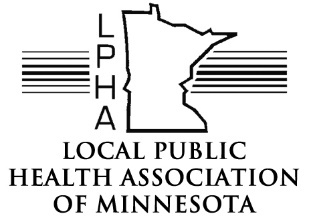 LPHA
LOCAL PUBLIC
HEALTH ASSOCIATION
OF MINNESOTA